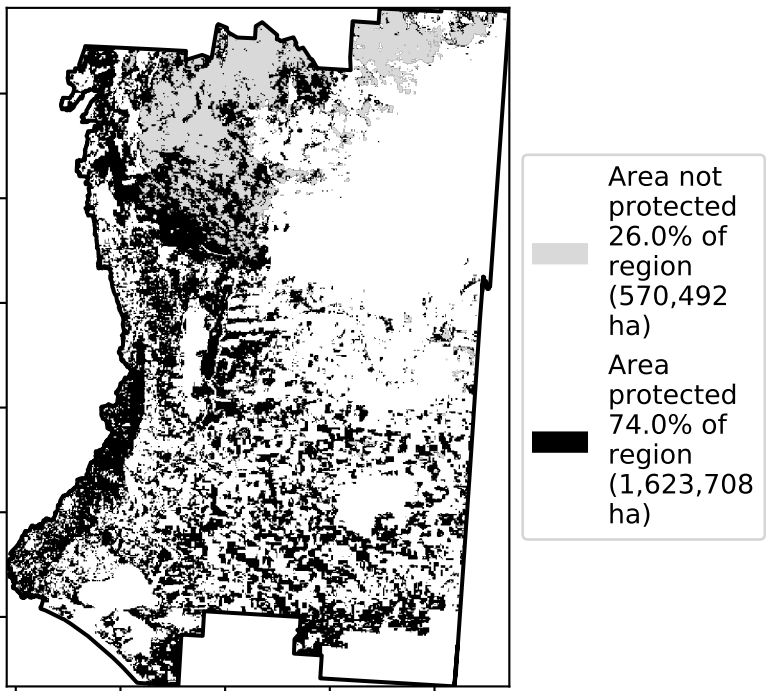 Area not
protected
26.0% of
region
(570,492
ha)
Area
protected
74.0% of
region
(1,623,708
ha)